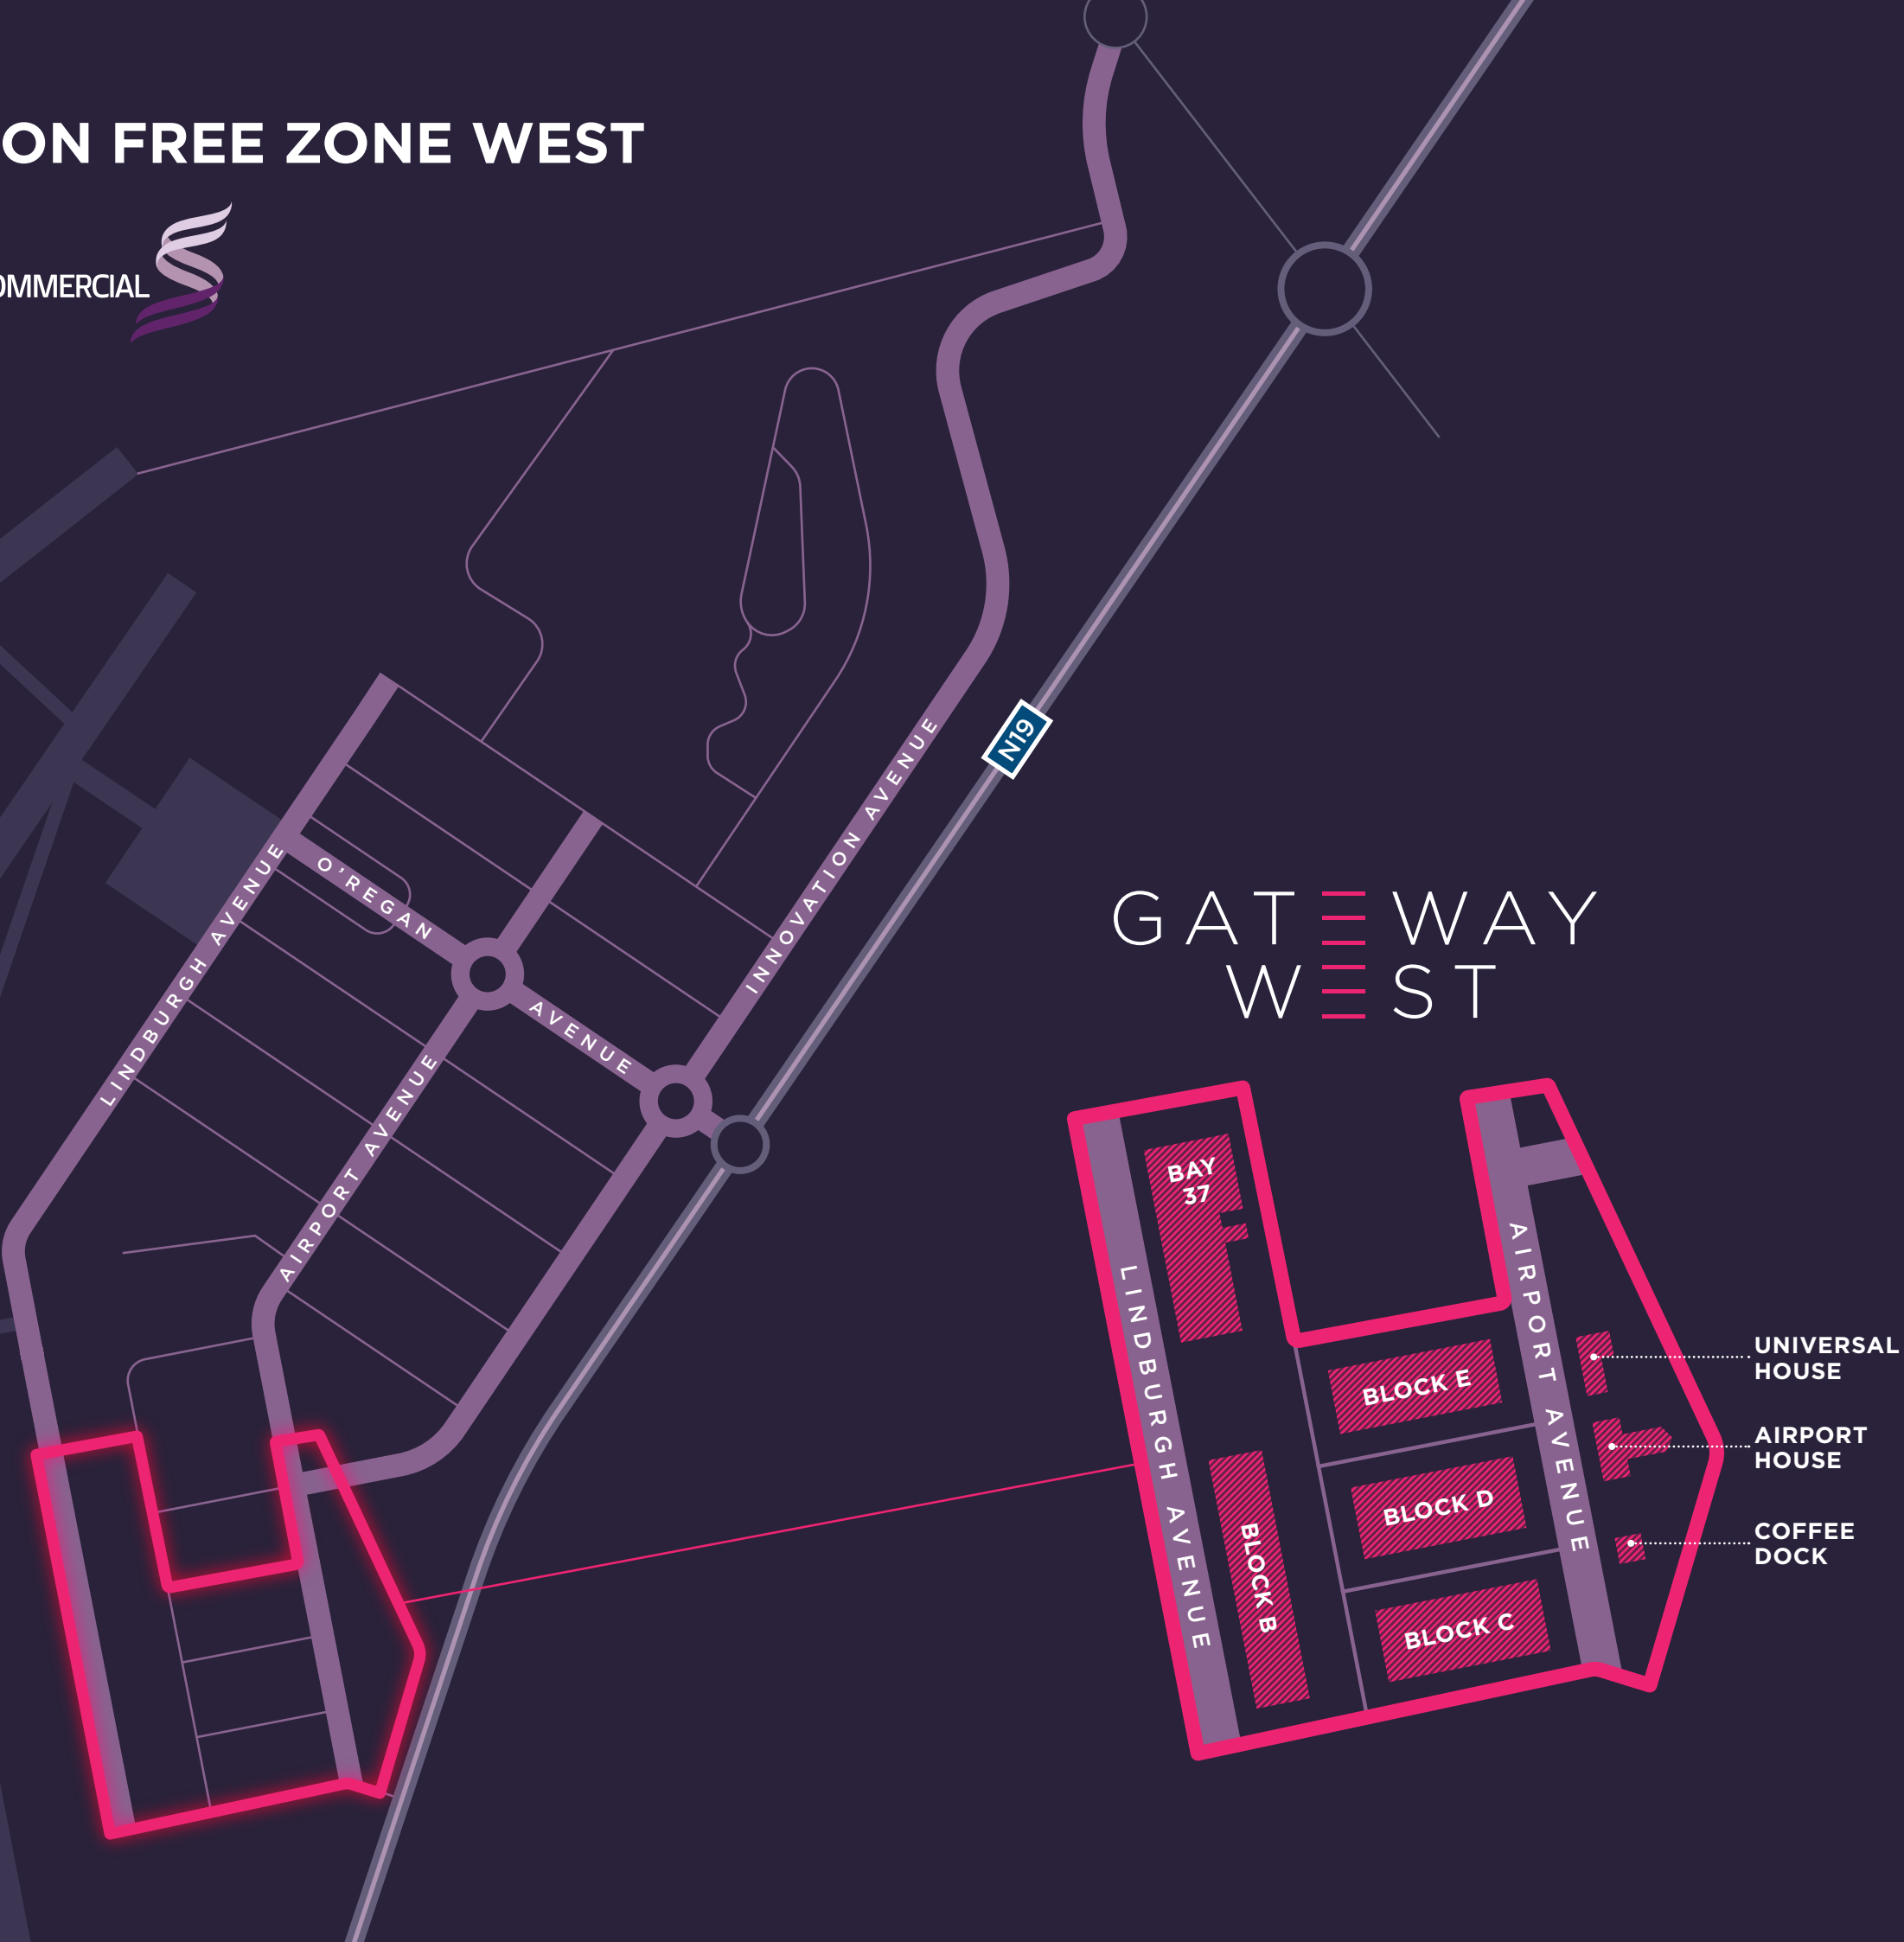 ON FREE ZONE WEST
OMMERCIAL
N19
INNOVATION AVENUE
O'REGAN AVENUE
LINDBURGH AVENUE
AIRPORT AVENUE
GATEWAY
WEST
BAY
37
LINDBURGH AVENUE
AIRPORT AVENUE
BLOCK E
BLOCK D
BLOCK B
BLOCK C
UNIVERSAL
HOUSE
AIRPORT
HOUSE
COFFEE
DOCK